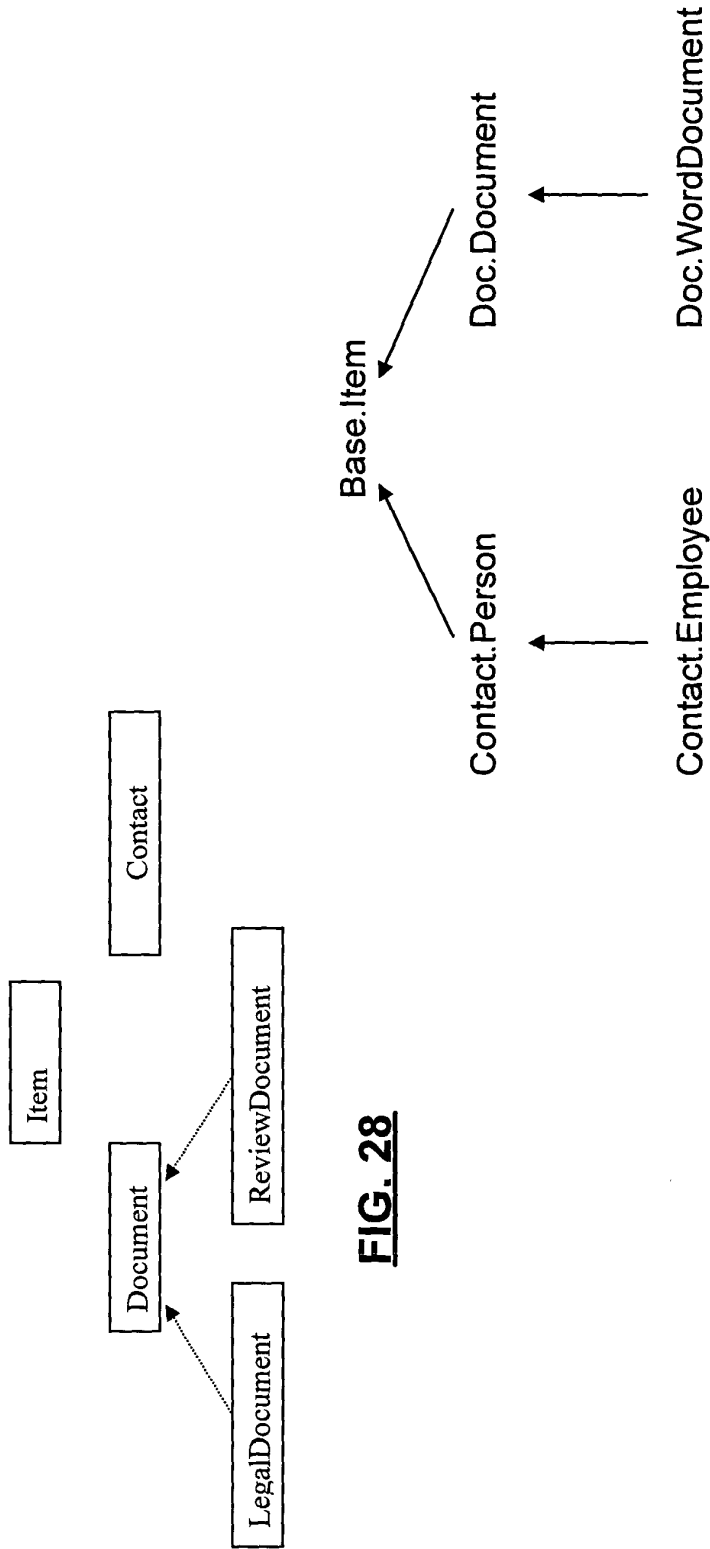 Item
Document
Contact
LegalDocument
ReviewDocument
FIG. 28
Base.Item
Contact.Person
Doc.Document
Contact.Employee
Doc.WordDocument